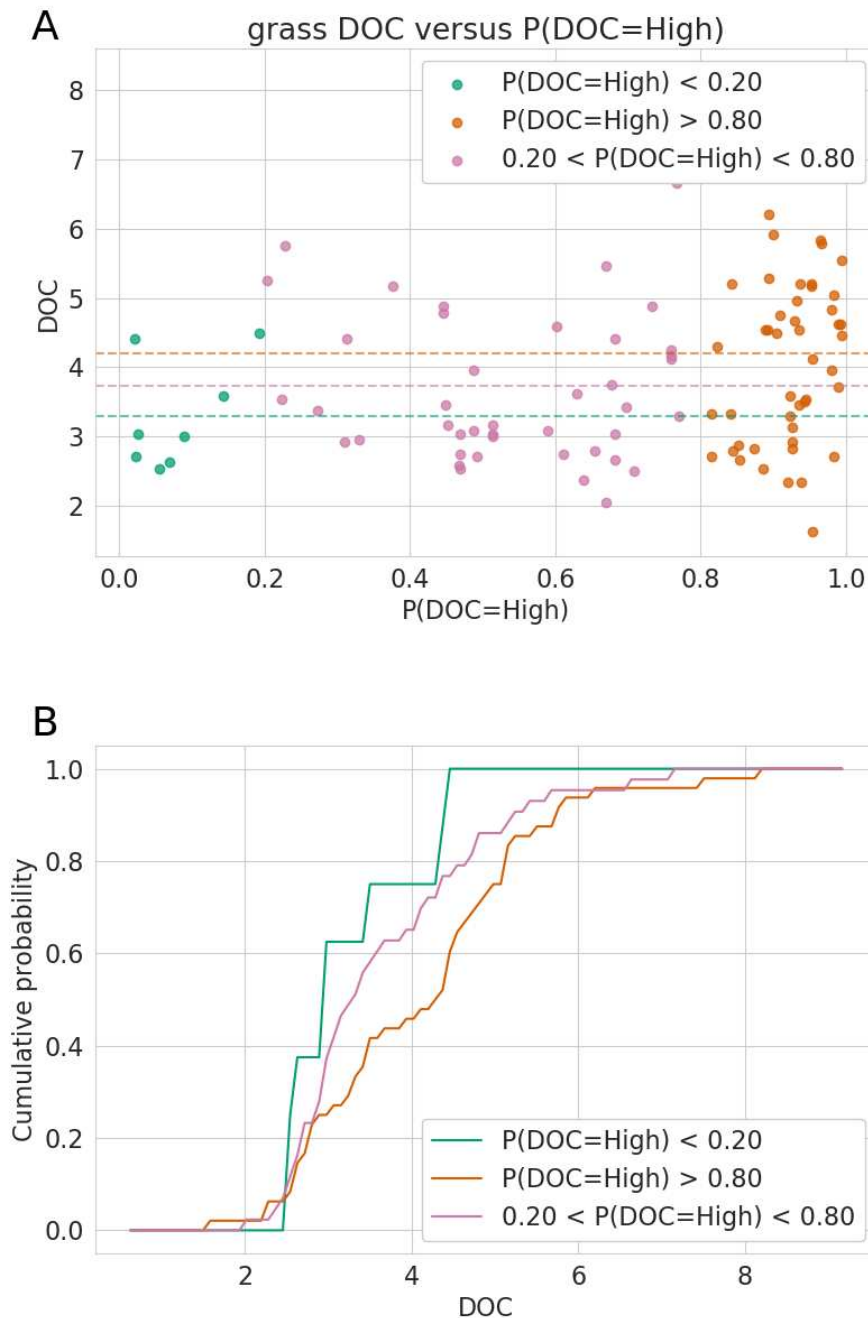 A
grass DOC versus P(DOC=High)
P(DOC=High) < 0.20
P(DOC=High) > 0.80
0.20 < P(DOC=High) < 0.80
8
7
6
5
4
3
2
DOC
0.0 0.2 0.4 0.6 0.8 1.0
P(DOC=High)
B
1.0
0.8
0.6
0.4
0.2
0.0
Cumulative probability
P(DOC=High) < 0.20
P(DOC=High) > 0.80
0.20 < P(DOC=High) < 0.80
2 4 6 8
DOC